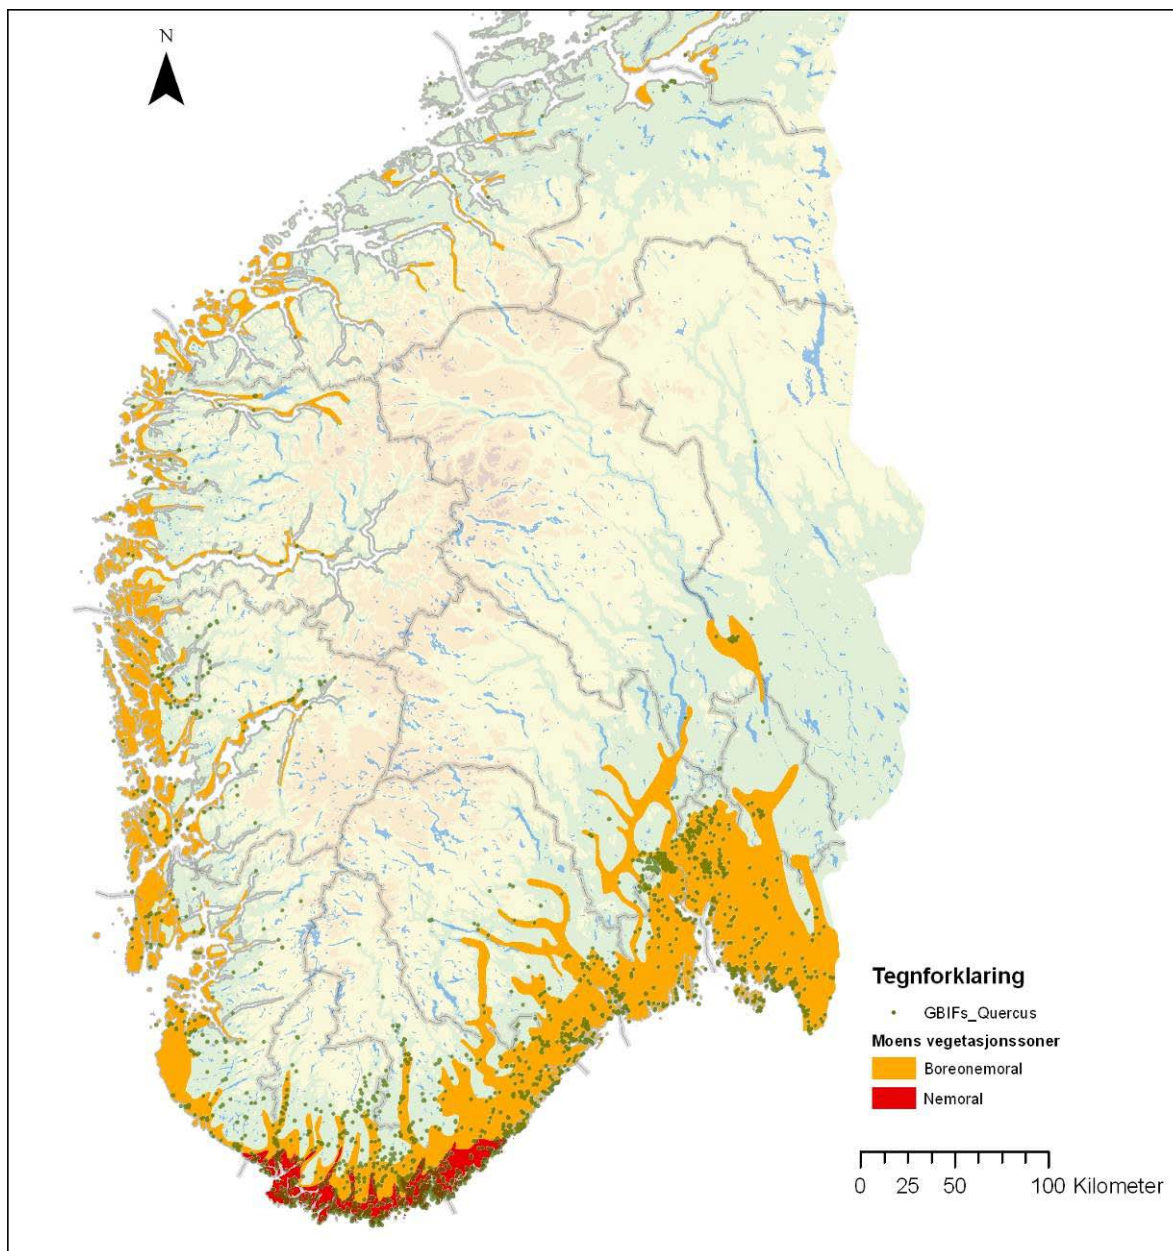 N
Tegnforklaring
GBIFs_Quercus
Moens vegetasjonssoner
Boreonemoral
Nemoral
0 25 50 100 Kilometer